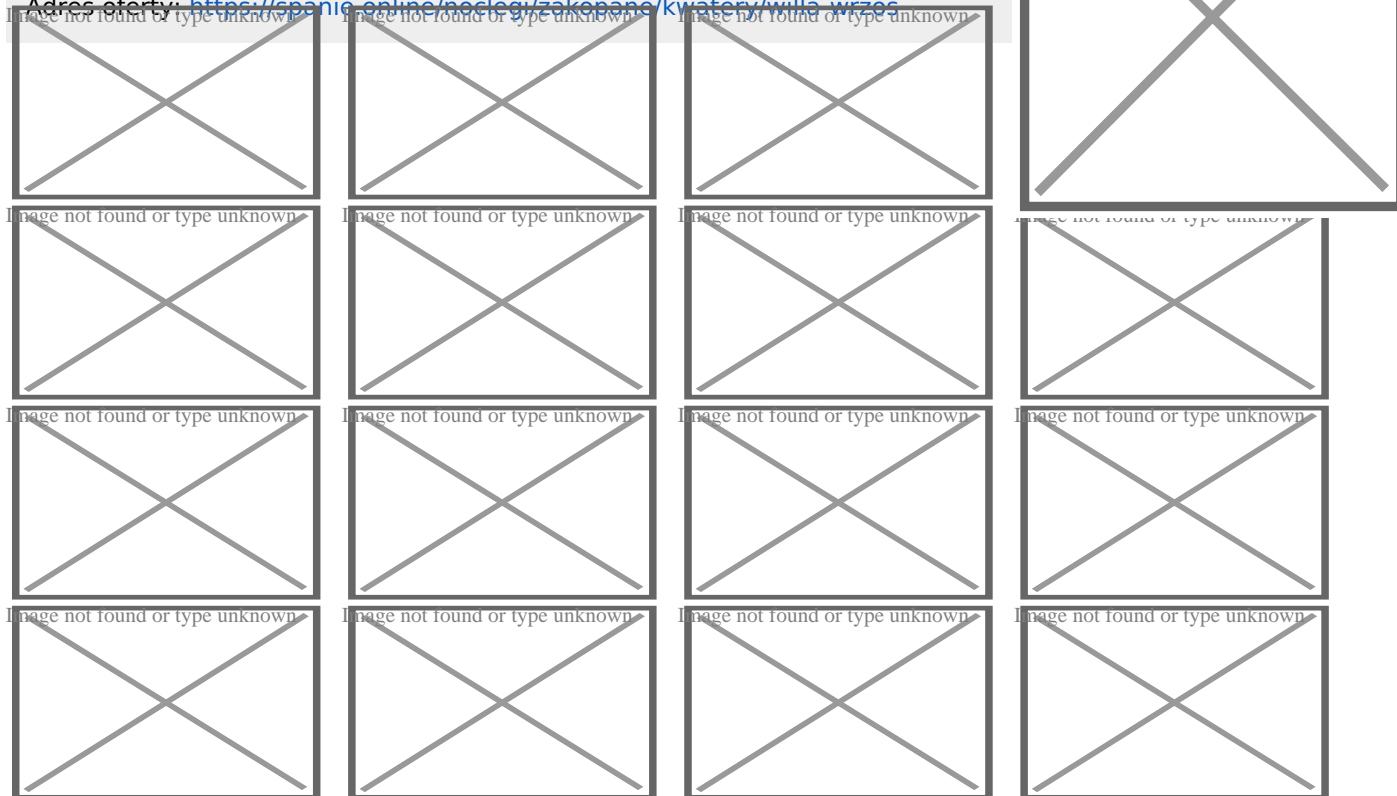 Adres oferty: https://spanie.online/noclegi/zakopane/kwatery/willa-wrzos
Image not found or type unknown Image not found or type unknown Image not found or type unknown
Image not found or type unknown Image not found or type unknown Image not found or type unknown Image not found or type unknown
Image not found or type unknown Image not found or type unknown Image not found or type unknown Image not found or type unknown
Image not found or type unknown Image not found or type unknown Image not found or type unknown Image not found or type unknown